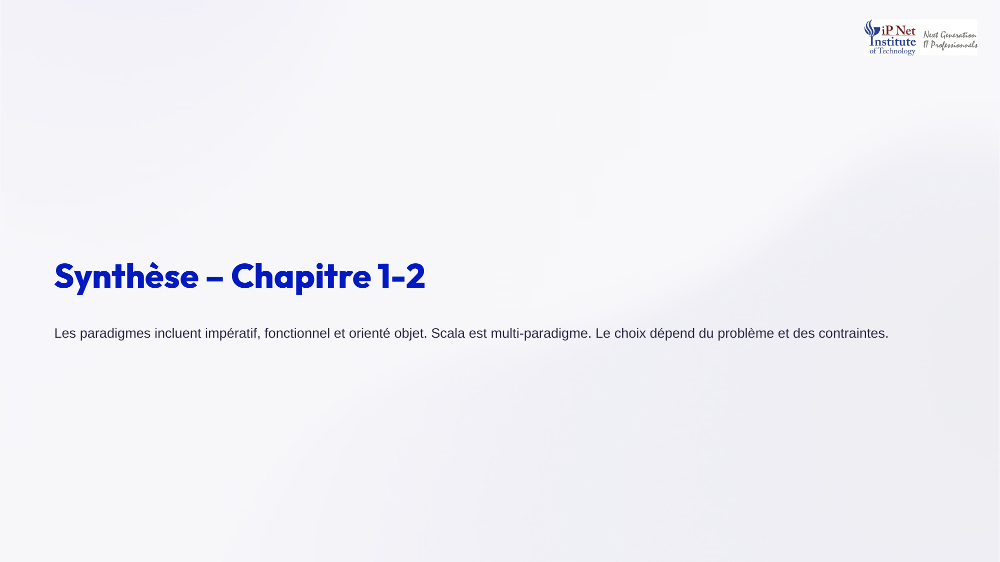 iP Net
Institute
of Technology
Next Generation
IT Professionnels
Synthèse – Chapitre 1-2
Les paradigmes incluent impératif, fonctionnel et orienté objet. Scala est multi-paradigme. Le choix dépend du problème et des contraintes.